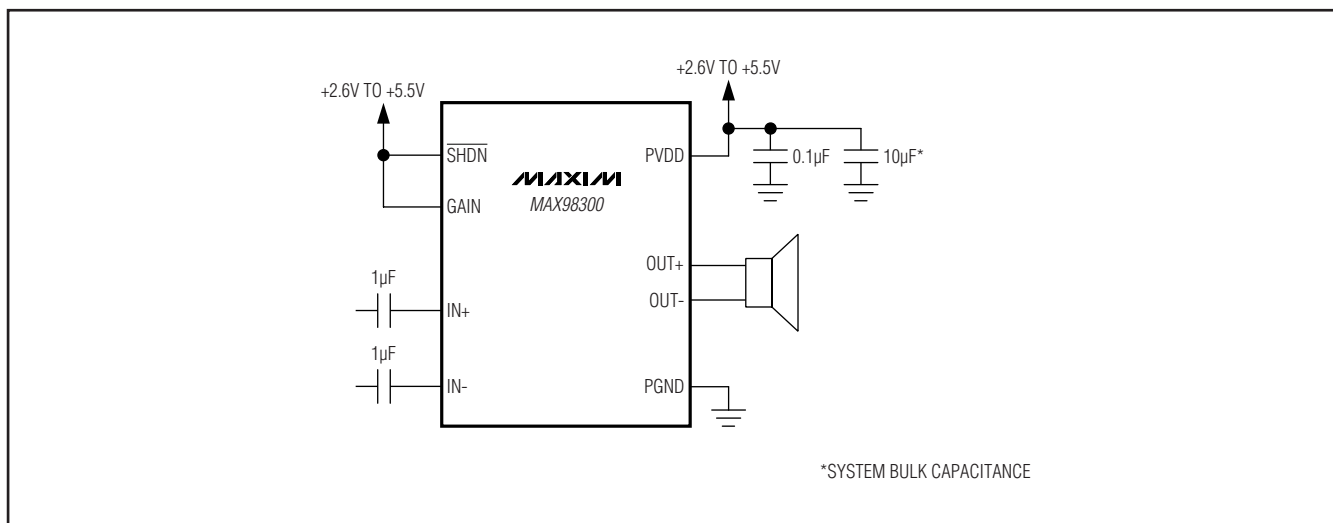 +2.6V TO +5.5V
+2.6V TO +5.5V
SHDN
PVDD
0.1µF
10µF*
MAXIM
MAX98300
GAIN
OUT+
1µF
OUT-
IN+
1µF
IN-
PGND
*SYSTEM BULK CAPACITANCE